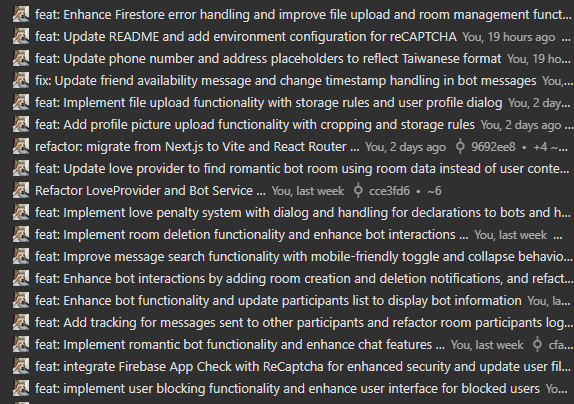 feat: Enhance Firestore error handling and improve file upload and room management funct...
feat: Update README and add environment configuration for reCAPTCHA You, 19 hours ago ...
feat: Update phone number and address placeholders to reflect Taiwanese format You, 19 ho...
fix: Update friend availability message and change timestamp handling in bot messages You,...
feat: Implement file upload functionality with storage rules and user profile dialog You, 2 day...
feat: Add profile picture upload functionality with cropping and storage rules You, 2 days ago ...
refactor: migrate from Next.js to Vite and React Router ... You, 2 days ago 9692ee8 • +4 ~...
feat: Update love provider to find romantic bot room using room data instead of user conte...
Refactor LoveProvider and Bot Service ... You, last week cce3fd6 • ~6
feat: Implement love penalty system with dialog and handling for declarations to bots and h...
feat: Implement room deletion functionality and enhance bot interactions ... You, last week ...
feat: Improve message search functionality with mobile-friendly toggle and collapse behavio...
feat: Enhance bot interactions by adding room creation and deletion notifications, and refact...
feat: Enhance bot functionality and update participants list to display bot information You, la...
feat: Add tracking for messages sent to other participants and refactor room participants log...
feat: Implement romantic bot functionality and enhance chat features ... You, last week cfa...
feat: integrate Firebase App Check with ReCaptcha for enhanced security and update user fil...
feat: implement user blocking functionality and enhance user interface for blocked users Yo...